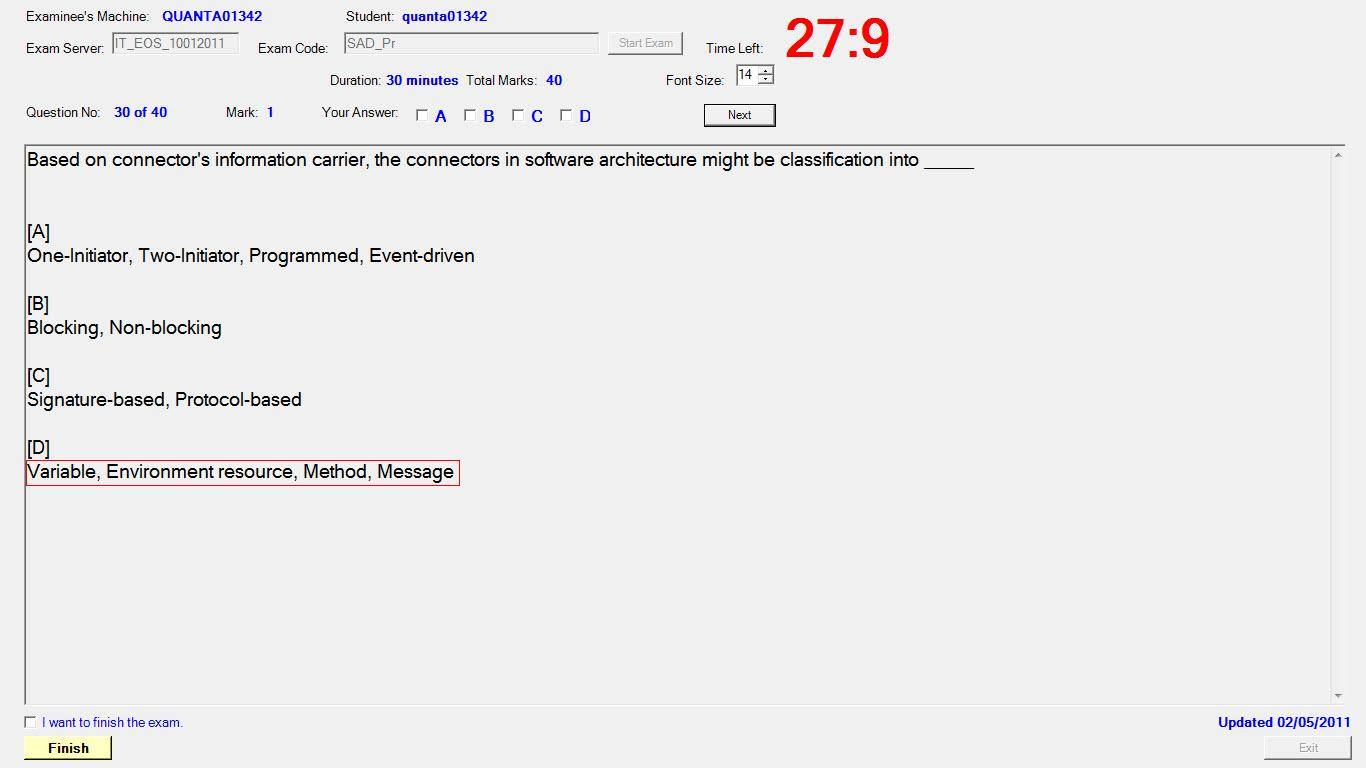 Examinee's Machine: QUANTA01342 Student: quanta01342
Exam Server: IT_EOS_10012011 Exam Code: SAD_Pr Start Exam Time Left: 27:9
Duration: 30 minutes Total Marks: 40 Font Size: 14
Question No: 30 of 40 Mark: 1 Your Answer: A B C D Next
Based on connector's information carrier, the connectors in software architecture might be classification into _____
[A]
One-Initiator, Two-Initiator, Programmed, Event-driven
[B]
Blocking, Non-blocking
[C]
Signature-based, Protocol-based
[D]
Variable, Environment resource, Method, Message
I want to finish the exam. Updated 02/05/2011
Finish Exit